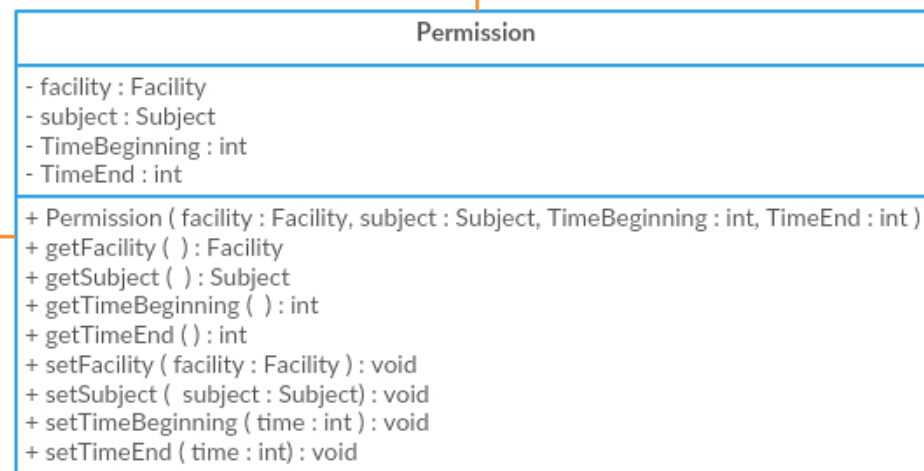 Permission
- facility : Facility
- subject : Subject
- TimeBeginning : int
- TimeEnd : int
+ Permission ( facility : Facility, subject : Subject, TimeBeginning : int, TimeEnd : int )
+ getFacility ( ) : Facility
+ getSubject ( ) : Subject
+ getTimeBeginning ( ) : int
+ getTimeEnd () : int
+ setFacility ( facility : Facility ) : void
+ setSubject ( subject : Subject) : void
+ setTimeBeginning ( time : int ) : void
+ setTimeEnd ( time : int) : void